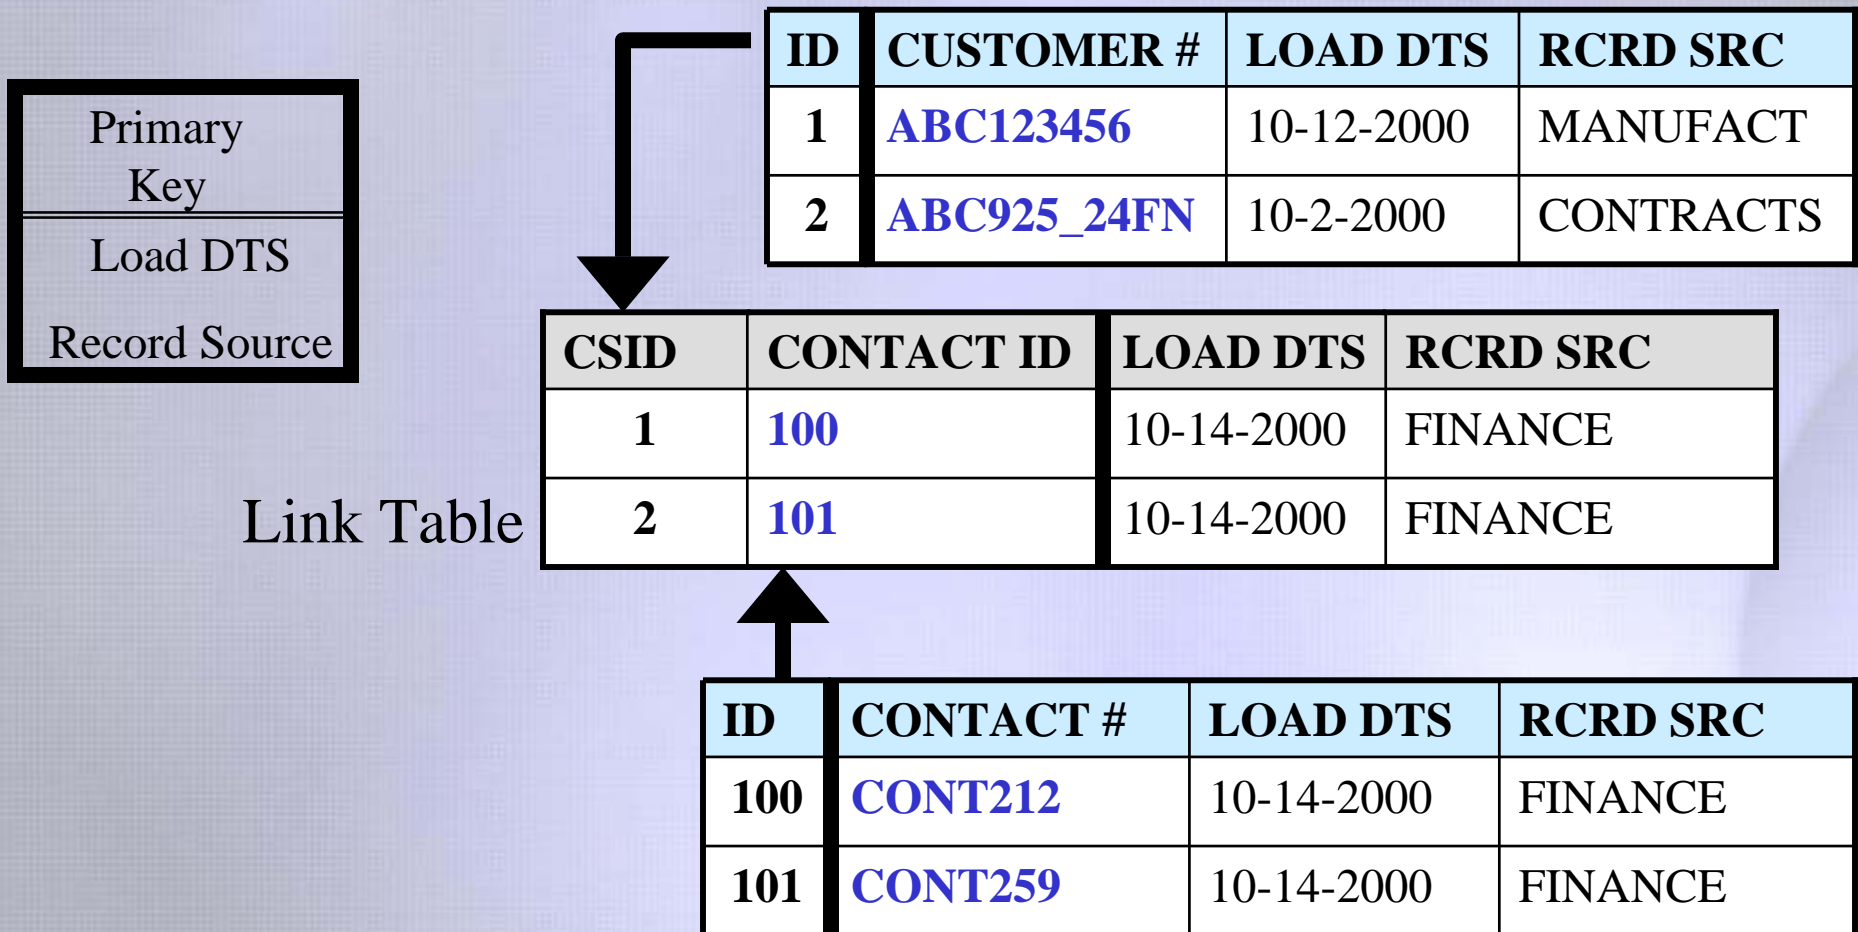 Primary
Key
Load DTS
Record Source
ID CUSTOMER # LOAD DTS RCRD SRC
1 ABC123456 10-12-2000 MANUFACT
2 ABC925_24FN 10-2-2000 CONTRACTS
Link Table
CSID CONTACT ID LOAD DTS RCRD SRC
1 100 10-14-2000 FINANCE
2 101 10-14-2000 FINANCE
ID CONTACT # LOAD DTS RCRD SRC
100 CONT212 10-14-2000 FINANCE
101 CONT259 10-14-2000 FINANCE